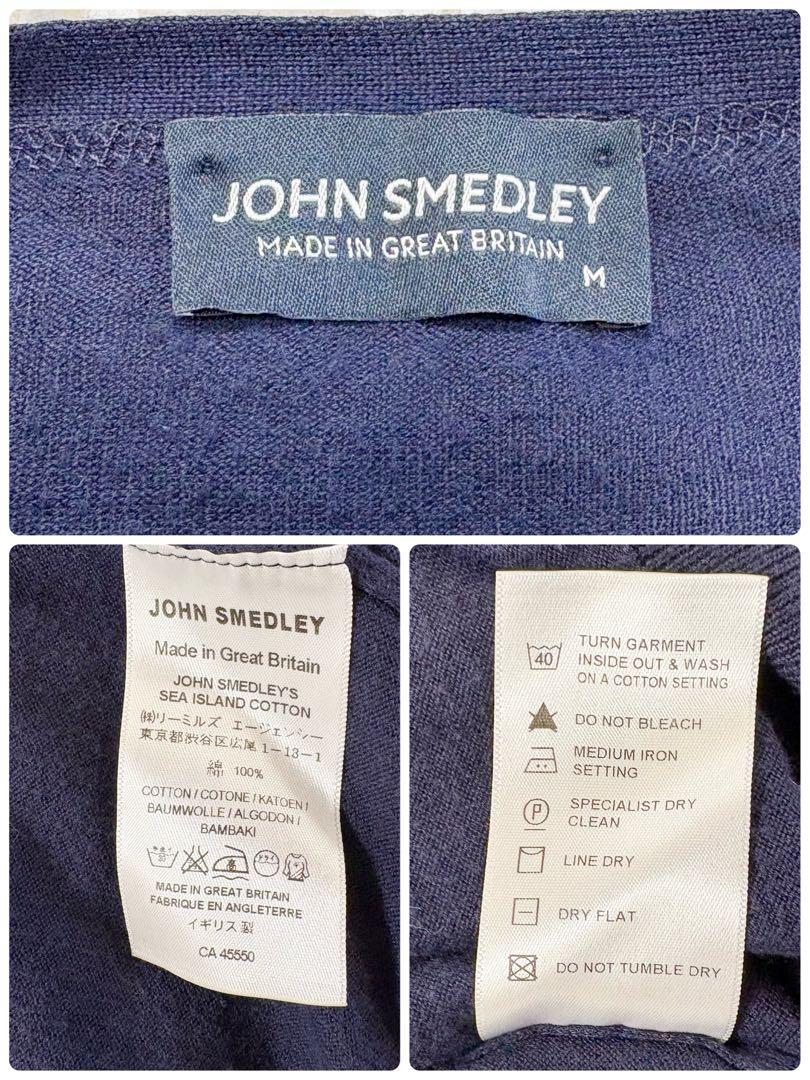 JOHN SMEDLEY
MADE IN GREAT BRITAIN
M
JOHN SMEDLEY
Made in Great Britain
JOHN SMEDLEY'S
SEA ISLAND COTTON
㈱リーミルズ エージェンシー
東京都渋谷区広尾 1-13-1
綿 100%
COTTON / COTONE / KATOEN /
BAUMWOLLE / ALGODON /
BAMBAKI
MADE IN GREAT BRITAIN
FABRIQUE EN ANGLETERRE
イギリス製
CA 45550
40 TURN GARMENT
INSIDE OUT & WASH
ON A COTTON SETTING
DO NOT BLEACH
MEDIUM IRON
SETTING
P SPECIALIST DRY
CLEAN
LINE DRY
DRY FLAT
DO NOT TUMBLE DRY